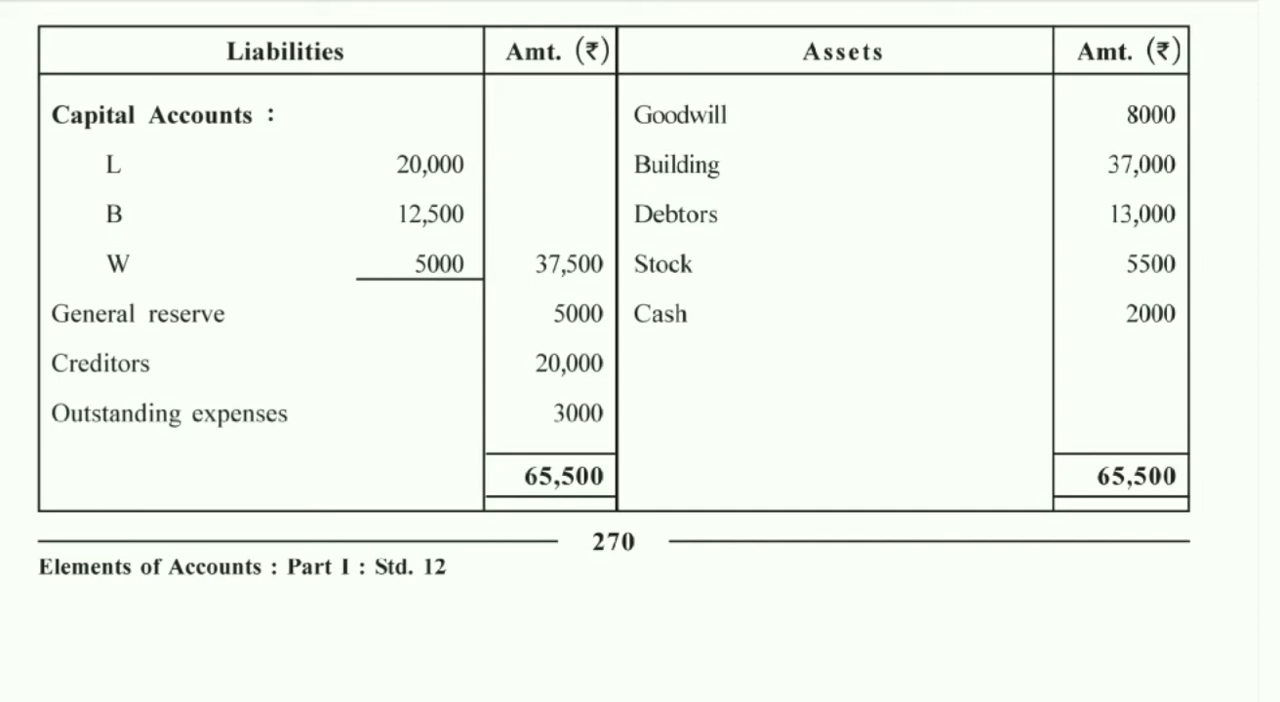 Liabilities Amt. (₹) Assets Amt. (₹)
Capital Accounts : Goodwill 8000
L 20,000 Building 37,000
B 12,500 Debtors 13,000
W 5000 37,500 Stock 5500
General reserve 5000 Cash 2000
Creditors 20,000
Outstanding expenses 3000
65,500 65,500
270
Elements of Accounts : Part I : Std. 12